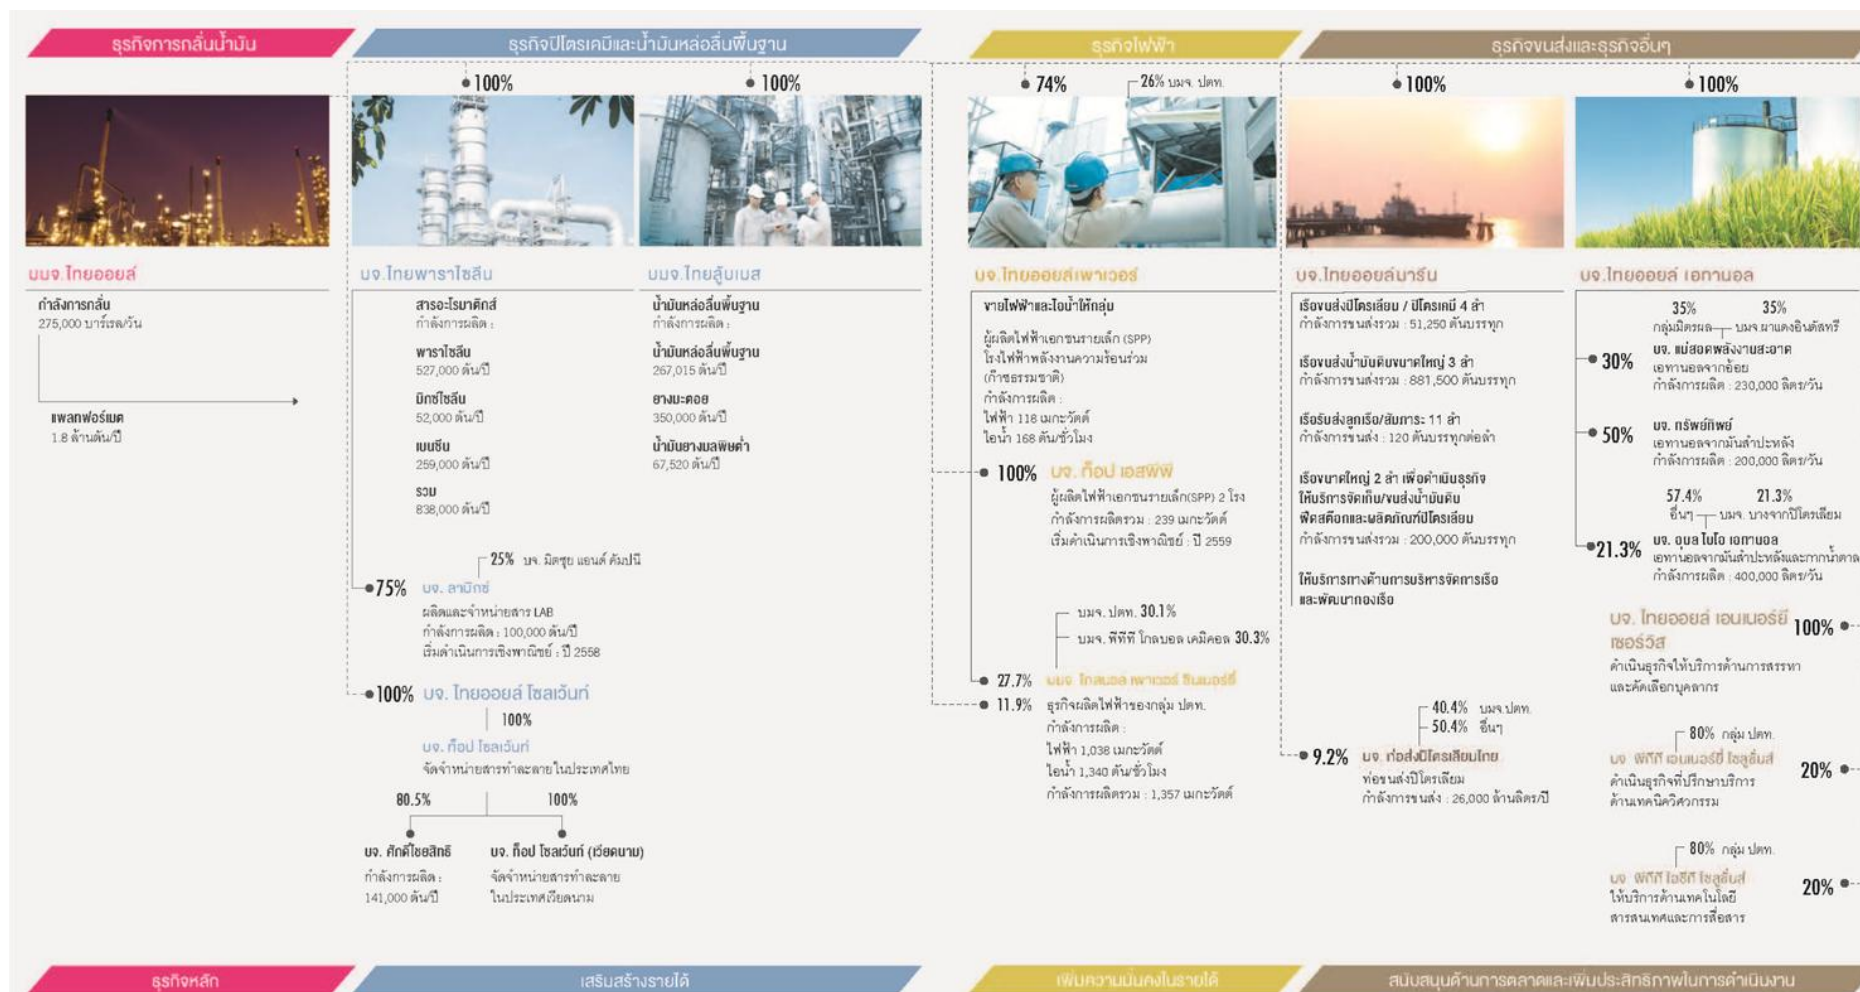 ธุรกิจการกลั่นน้ำมัน
ธุรกิจปิโตรเคมีและน้ำมันหล่อลื่นพื้นฐาน
ธุรกิจไฟฟ้า
ธุรกิจขนส่งและธุรกิจอื่นๆ
100%
100%
74%
26% บมจ. ปตท.
100%
100%
บมจ.ไทยออยล์
กำลังการกลั่น
275,000 บาร์เรล/วัน
แพลทฟอร์เมต
1.8 ล้านตัน/ปี
บจ.ไทยพาราไซลีน
สารอะโรมาติกส์
กำลังการผลิต :
พาราไซลีน
527,000 ตัน/ปี
มิกซ์ไซลีน
52,000 ตัน/ปี
เบนซีน
259,000 ตัน/ปี
รวม
838,000 ตัน/ปี
25% บจ. มิตซุย แอนด์ คัมปนี
75% บจ. ลาบิกซ์
ผลิตและจำหน่ายสาร LAB
กำลังการผลิต : 100,000 ตัน/ปี
เริ่มดำเนินการเชิงพาณิชย์ : ปี 2558
100% บจ. ไทยออยล์ โซลเว้นท์
100%
บจ. ท็อป โซลเว้นท์
จัดจำหน่ายสารทำละลายในประเทศไทย
80.5%
100%
บจ. ศักดิ์ไชยสิทธิ
กำลังการผลิต :
141,000 ตัน/ปี
บจ. ท็อป โซลเว้นท์ (เวียดนาม)
จัดจำหน่ายสารทำละลาย
ในประเทศเวียดนาม
บมจ.ไทยลู้บเบส
น้ำมันหล่อลื่นพื้นฐาน
กำลังการผลิต :
น้ำมันหล่อลื่นพื้นฐาน
267,015 ตัน/ปี
ยางมะตอย
350,000 ตัน/ปี
น้ำมันยางมลพิษต่ำ
67,520 ตัน/ปี
บจ.ไทยออยล์เพาเวอร์
ขายไฟฟ้าและไอน้ำให้กลุ่ม
ผู้ผลิตไฟฟ้าเอกชนรายเล็ก (SPP)
โรงไฟฟ้าพลังงานความร้อนร่วม
(ก๊าซธรรมชาติ)
กำลังการผลิต :
ไฟฟ้า 118 เมกะวัตต์
ไอน้ำ 168 ตัน/ชั่วโมง
100% บจ. ท็อป เอสพีพี
ผู้ผลิตไฟฟ้าเอกชนรายเล็ก(SPP) 2 โรง
กำลังการผลิตรวม : 239 เมกะวัตต์
เริ่มดำเนินการเชิงพาณิชย์ : ปี 2559
บมจ. ปตท. 30.1%
บมจ. พีทีที โกลบอล เคมิคอล 30.3%
27.7% บมจ. โกลบอล เพาเวอร์ ซินเนอร์ยี่
11.9% ธุรกิจผลิตไฟฟ้าของกลุ่ม ปตท.
กำลังการผลิต :
ไฟฟ้า 1,038 เมกะวัตต์
ไอน้ำ 1,340 ตัน/ชั่วโมง
กำลังการผลิตรวม : 1,357 เมกะวัตต์
บจ.ไทยออยล์มารีน
เรือขนส่งปิโตรเลียม / ปิโตรเคมี 4 ลำ
กำลังการขนส่งรวม : 51,250 ตันบรรทุก
เรือขนส่งน้ำมันดิบขนาดใหญ่ 3 ลำ
กำลังการขนส่งรวม : 881,500 ตันบรรทุก
เรือรับส่งลูกเรือ/สัมภาระ 11 ลำ
กำลังการขนส่ง : 120 ตันบรรทุกต่อลำ
เรือขนาดใหญ่ 2 ลำ เพื่อดำเนินธุรกิจ
ให้บริการจัดเก็บ/ขนส่งน้ำมันดิบ
ฟีดสต๊อกและผลิตภัณฑ์ปิโตรเลียม
กำลังการขนส่งรวม : 200,000 ตันบรรทุก
ให้บริการทางด้านการบริหารจัดการเรือ
และพัฒนากองเรือ
40.4% บมจ.ปตท.
50.4% อื่นๆ
9.2% บจ. ท่อส่งปิโตรเลียมไทย
ท่อขนส่งปิโตรเลียม
กำลังการขนส่ง : 26,000 ล้านลิตร/ปี
บจ.ไทยออยล์ เอทานอล
35%
35%
กลุ่มมิตรผล
บมจ.ผาแดงอินดัสทรี
30% บจ. แม่สอดพลังงานสะอาด
เอทานอลจากอ้อย
กำลังการผลิต : 230,000 ลิตร/วัน
50% บจ. ทรัพย์ทิพย์
เอทานอลจากมันสำปะหลัง
กำลังการผลิต : 200,000 ลิตร/วัน
57.4%
21.3%
อื่นๆ
บมจ. บางจากปิโตรเลียม
21.3% บจ. อุบล ไบโอ เอทานอล
เอทานอลจากมันสำปะหลังและกากน้ำตาล
กำลังการผลิต : 400,000 ลิตร/วัน
บจ. ไทยออยล์ เอนเนอร์ยี
เซอร์วิส
100%
ดำเนินธุรกิจให้บริการด้านการสรรหา
และคัดเลือกบุคลากร
80% กลุ่ม ปตท.
บจ. พีทีที เอนเนอร์ยี่ โซลูชั่นส์
20%
ดำเนินธุรกิจที่ปรึกษาบริการ
ด้านเทคนิควิศวกรรม
80% กลุ่ม ปตท.
บจ. พีทีที ไอซีที โซลูชั่นส์
20%
ให้บริการด้านเทคโนโลยี
สารสนเทศและการสื่อสาร
ธุรกิจหลัก
เสริมสร้างรายได้
เพิ่มความมั่นคงในรายได้
สนับสนุนด้านการตลาดและเพิ่มประสิทธิภาพในการดำเนินงาน